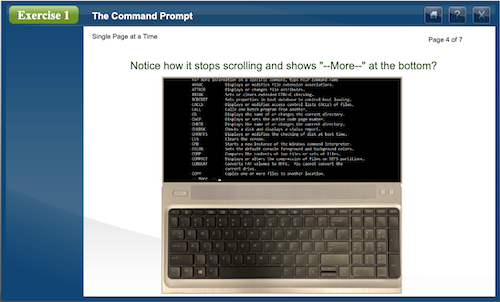 Exercise 1
The Command Prompt
?
X
Single Page at a Time
Page 4 of 7
Notice how it stops scrolling and shows "--More--" at the bottom?
For more information on a specific command, type HELP command-name
ASSOC Displays or modifies file extension associations.
ATTRIB Displays or changes file attributes.
BREAK Sets or clears extended CTRL+C checking.
BCDEDIT Sets properties in boot database to control boot loading.
CACLS Displays or modifies access control lists (ACLs) of files.
CALL Calls one batch program from another.
CD Displays the name of or changes the current directory.
CHCP Displays or sets the active code page number.
CHDIR Displays the name of or changes the current directory.
CHKDSK Checks a disk and displays a status report.
CHKNTFS Displays or modifies the checking of disk at boot time.
CLS Clears the screen.
CMD Starts a new instance of the Windows command interpreter.
COLOR Sets the default console foreground and background colors.
COMP Compares the contents of two files or sets of files.
COMPACT Displays or alters the compression of files on NTFS partitions.
CONVERT Converts FAT volumes to NTFS. You cannot convert the
current drive.
COPY Copies one or more files to another location.
-- More --